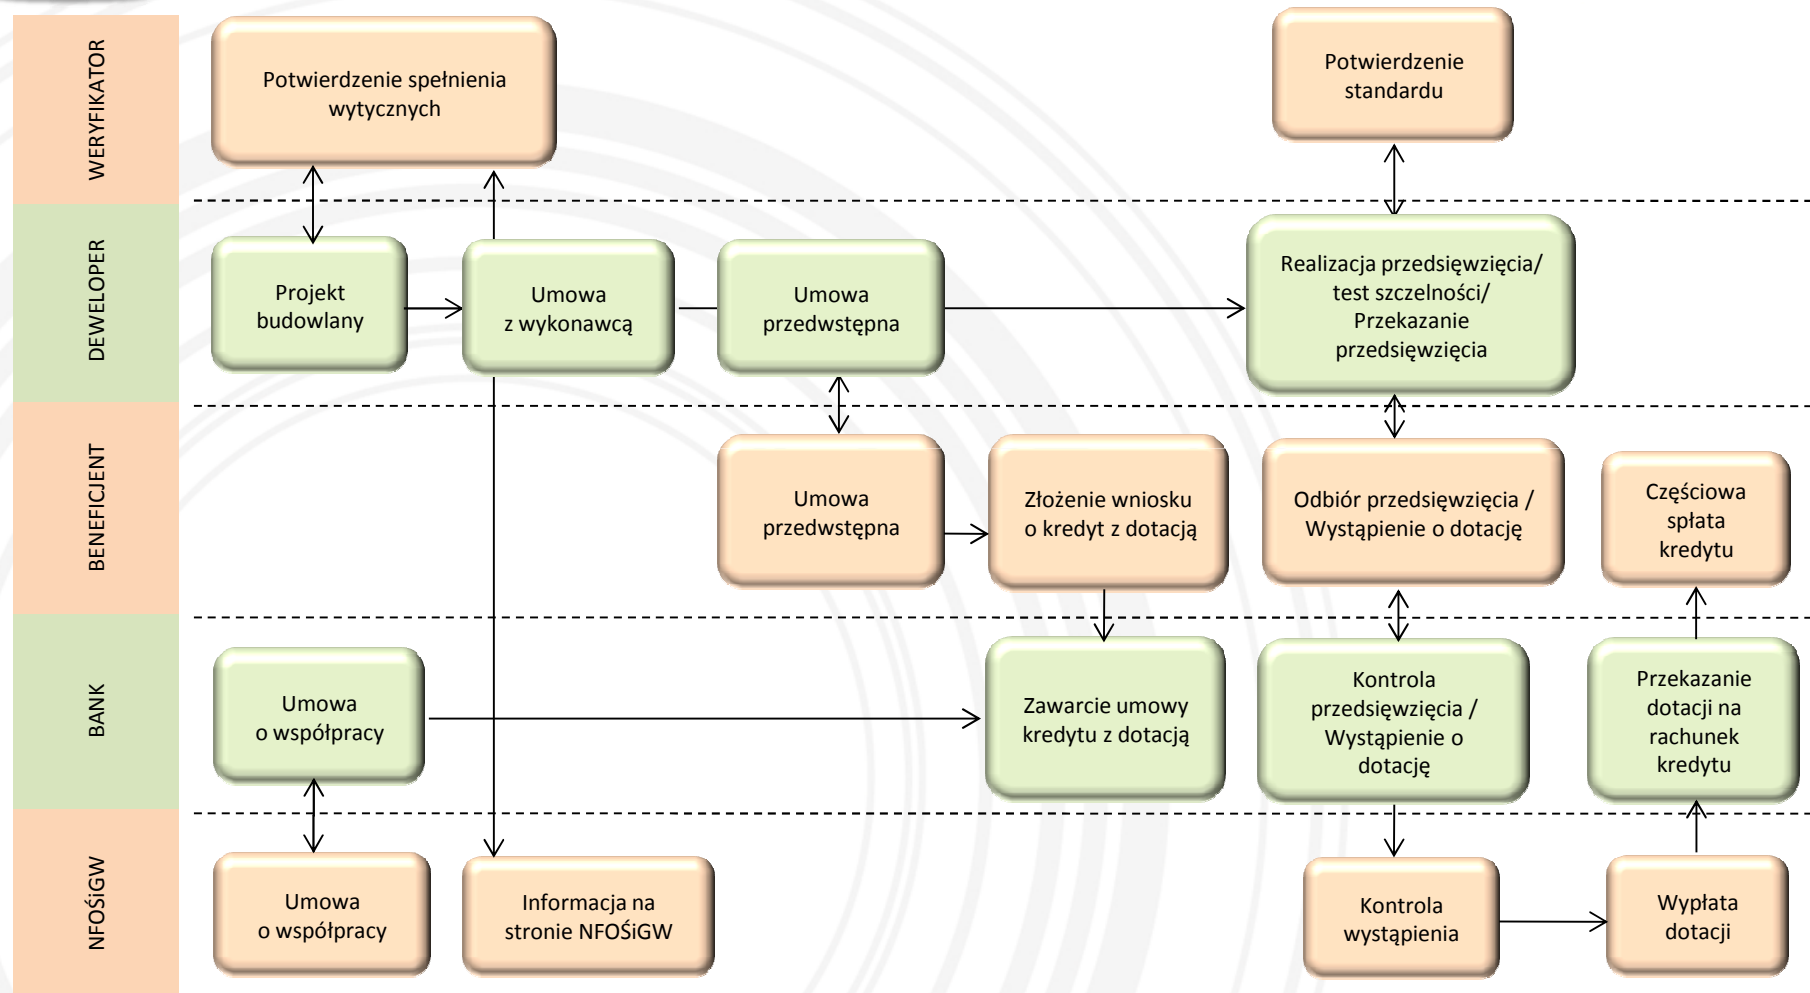 WERYFIKATOR
Potwierdzenie spełnienia
wytycznych
Potwierdzenie
standardu
DEWELOPER
Projekt
budowlany
Umowa
z wykonawcą
Umowa
przedwstępna
Realizacja przedsięwzięcia/
test szczelności/
Przekazanie
przedsięwzięcia
BENEFICJENT
Umowa
przedwstępna
Złożenie wniosku
o kredyt z dotacją
Odbiór przedsięwzięcia /
Wystąpienie o dotację
Częściowa
spłata
kredytu
BANK
Umowa
o współpracy
Zawarcie umowy
kredytu z dotacją
Kontrola
przedsięwzięcia /
Wystąpienie o
dotację
Przekazanie
dotacji na
rachunek
kredytu
NFOŚiGW
Umowa
o współpracy
Informacja na
stronie NFOŚiGW
Kontrola
wystąpienia
Wypłata
dotacji